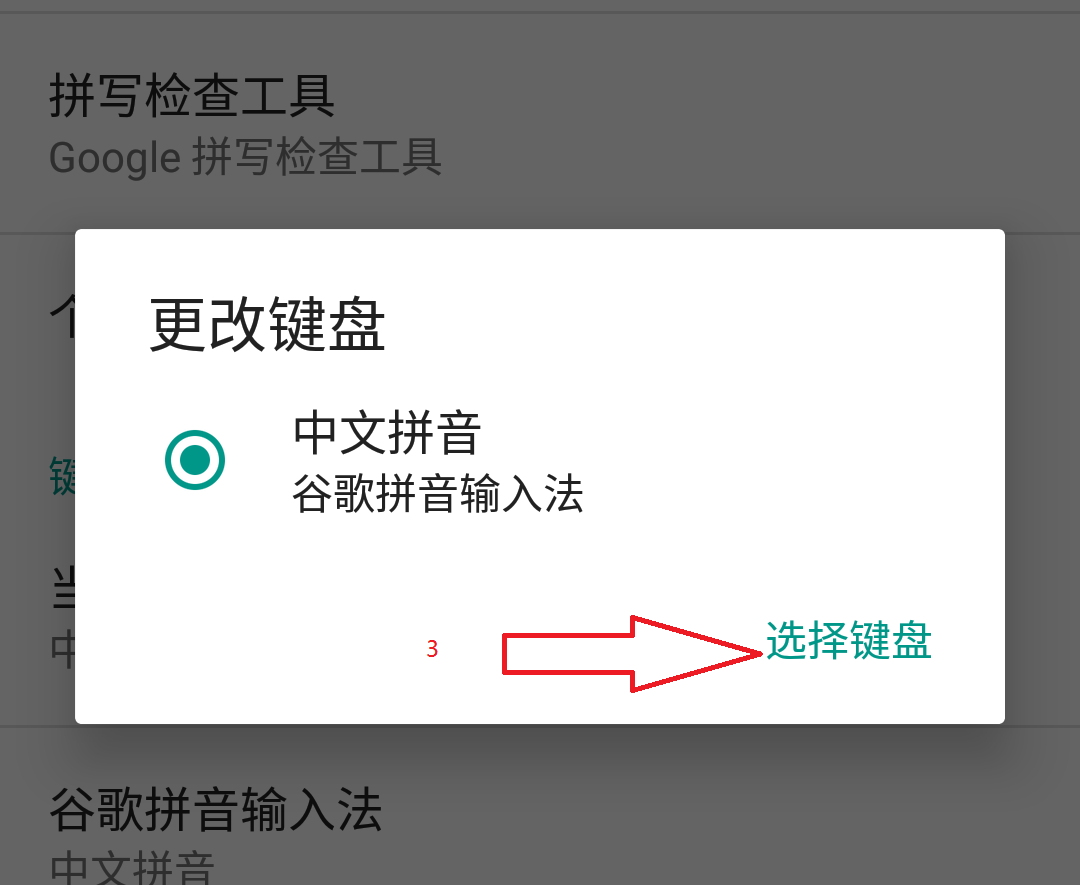 拼写检查工具
Google 拼写检查工具
个
更改键盘
中文拼音
谷歌拼音输入法
键
当
中
3
选择键盘
谷歌拼音输入法
中文拼音